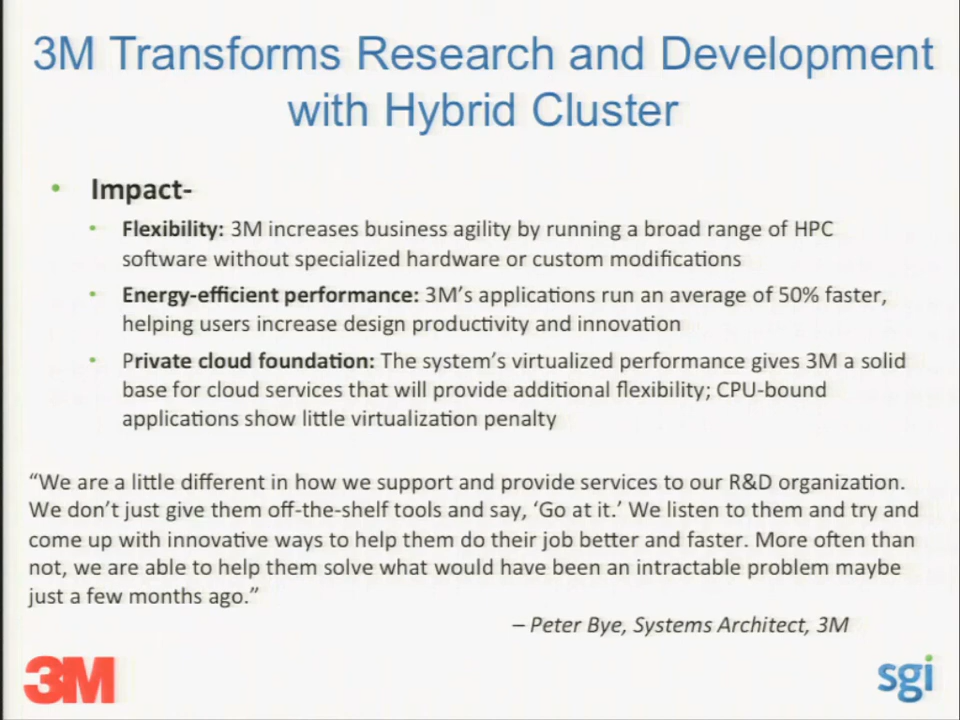 3M Transforms Research and Development
with Hybrid Cluster
• Impact-
• Flexibility: 3M increases business agility by running a broad range of HPC
software without specialized hardware or custom modifications
• Energy-efficient performance: 3M's applications run an average of 50% faster,
helping users increase design productivity and innovation
• Private cloud foundation: The system's virtualized performance gives 3M a solid
base for cloud services that will provide additional flexibility; CPU-bound
applications show little virtualization penalty
“We are a little different in how we support and provide services to our R&D organization.
We don't just give them off-the-shelf tools and say, ‘Go at it.’ We listen to them and try and
come up with innovative ways to help them do their job better and faster. More often than
not, we are able to help them solve what would have been an intractable problem maybe
just a few months ago.”
– Peter Bye, Systems Architect, 3M
3M
sgi